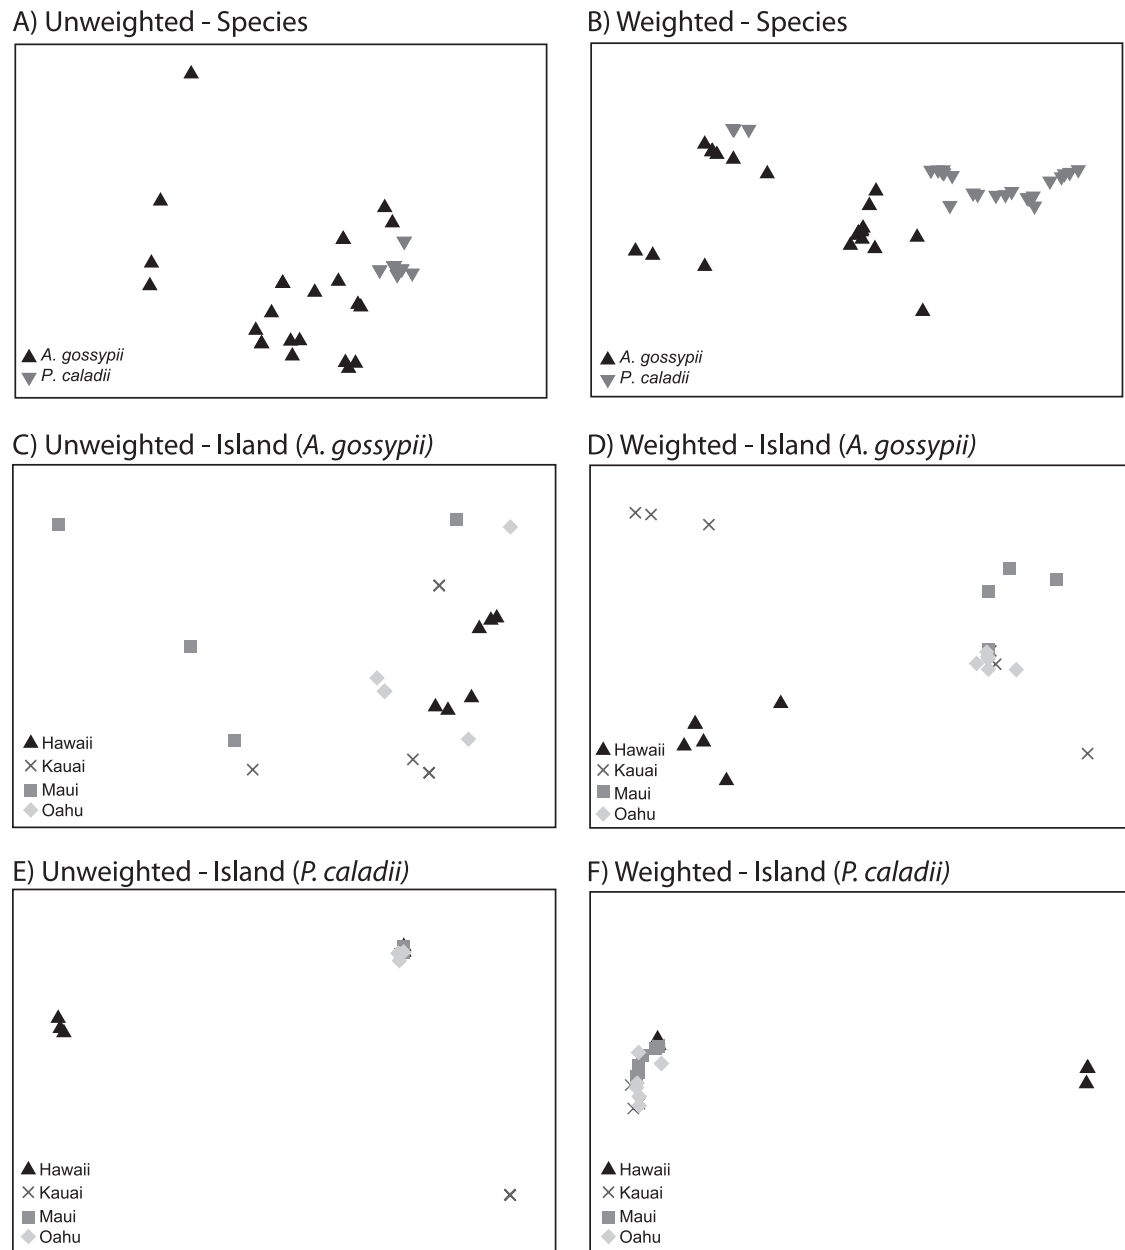 A) Unweighted - Species
B) Weighted - Species
A. gossypii
P. caladii
A. gossypii
P. caladii
C) Unweighted - Island (A. gossypii)
D) Weighted - Island (A. gossypii)
Hawaii
Kauai
Maui
Oahu
Hawaii
Kauai
Maui
Oahu
E) Unweighted - Island (P. caladii)
F) Weighted - Island (P. caladii)
Hawaii
Kauai
Maui
Oahu
Hawaii
Kauai
Maui
Oahu